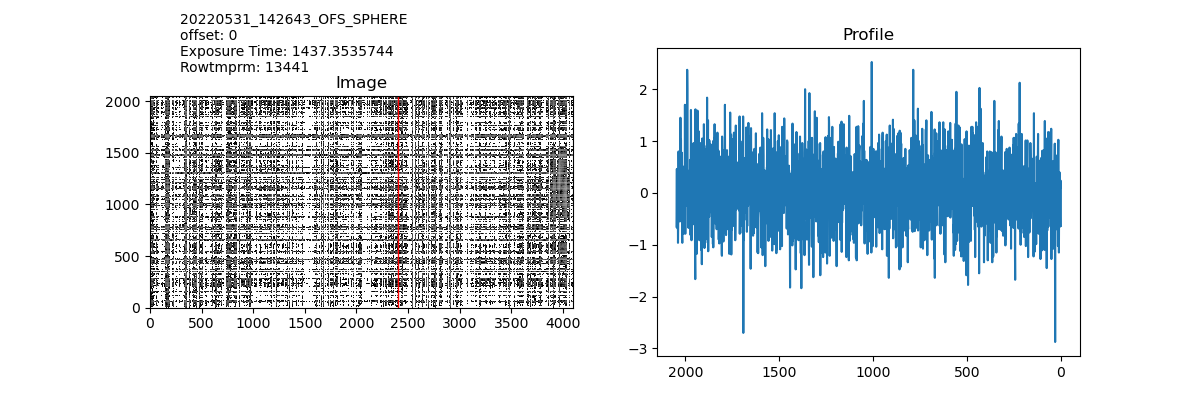 20220531_142643_OFS_SPHERE
offset: 0
Exposure Time: 1437.3535744
Rowtmprm: 13441
Image
2000
1500
1000
500
0
0 500 1000 1500 2000 2500 3000 3500 4000
Profile
2
1
0
−1
−2
−3
2000 1500 1000 500 0